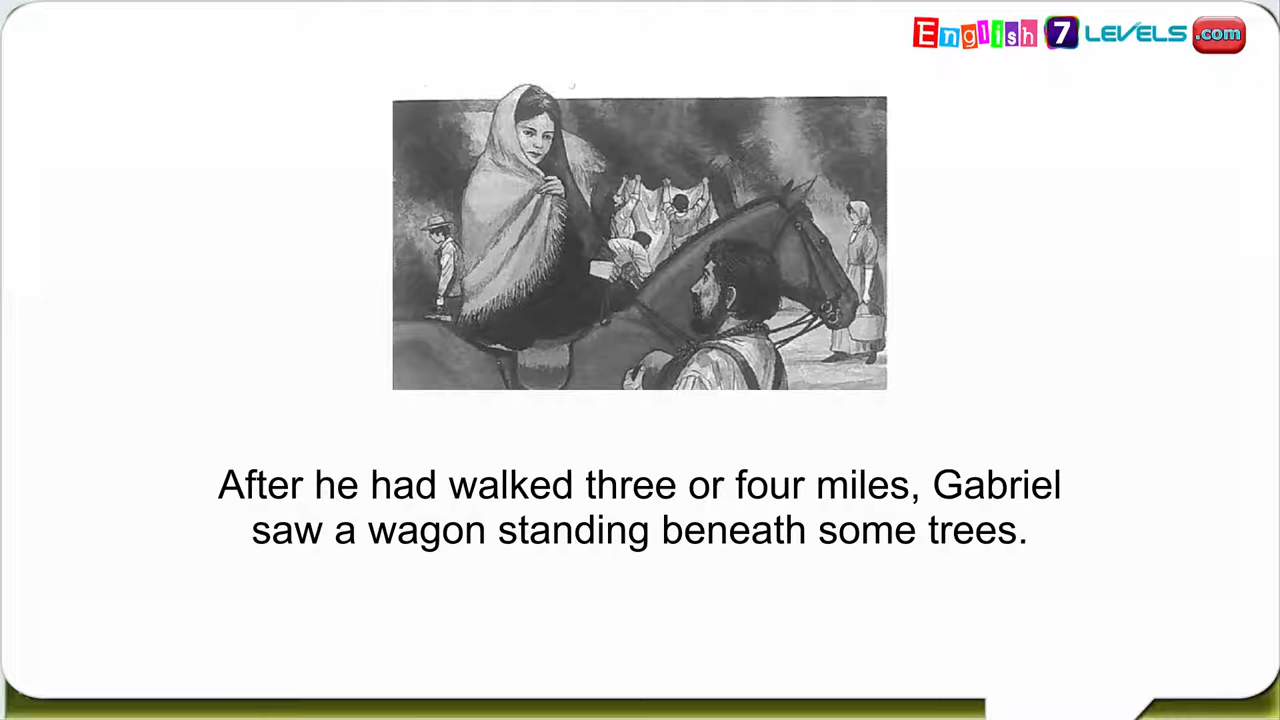 English 7 LEVELS .com
After he had walked three or four miles, Gabriel
saw a wagon standing beneath some trees.